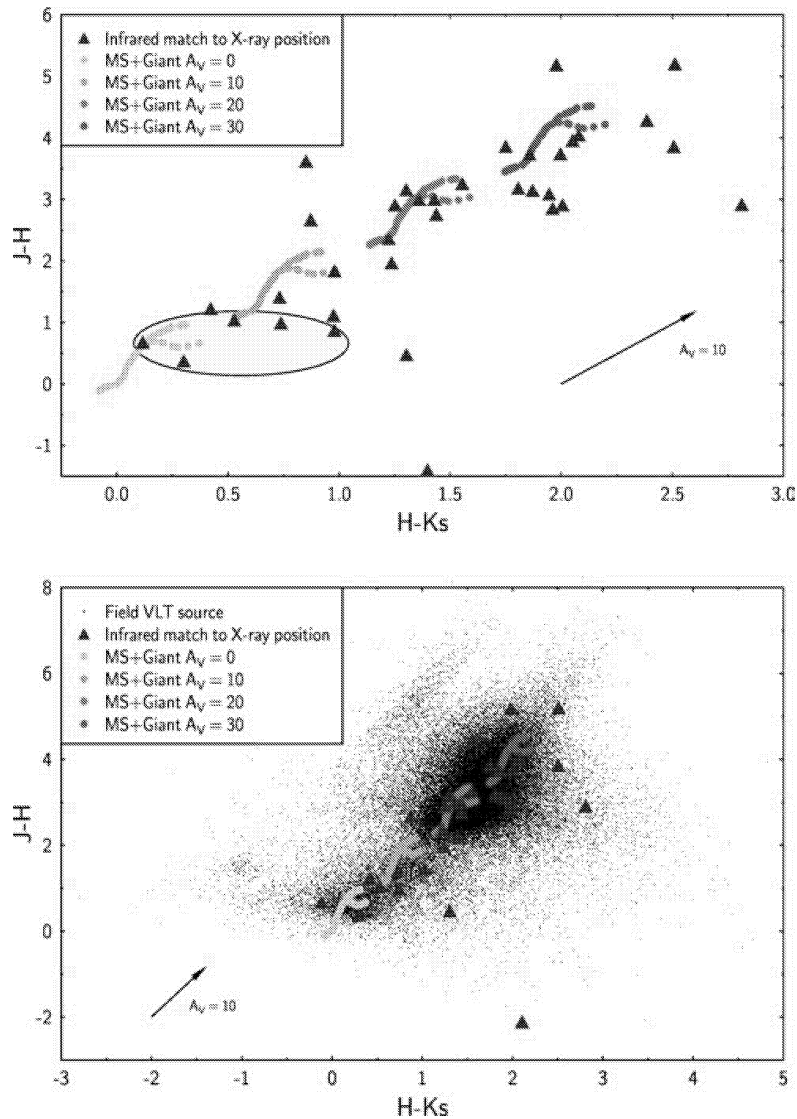 6
5
4
3
2
1
0
-1
J-H
Infrared match to X-ray position
MS+Giant A_V = 0
MS+Giant A_V = 10
MS+Giant A_V = 20
MS+Giant A_V = 30
A_V = 10
0.0 0.5 1.0 1.5 2.0 2.5 3.0
H-Ks
8
6
4
2
0
-2
J-H
Field VLT source
Infrared match to X-ray position
MS+Giant A_V = 0
MS+Giant A_V = 10
MS+Giant A_V = 20
MS+Giant A_V = 30
A_V = 10
-3 -2 -1 0 1 2 3 4 5
H-Ks